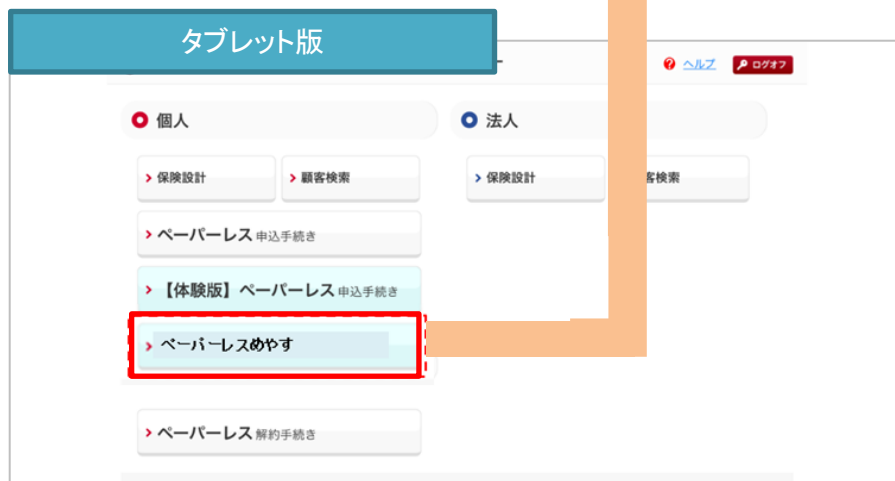 タブレット版
ヘルプ ログオフ
個人 法人
保険設計 顧客検索 保険設計 客検索
ペーパーレス 申込手続き
【体験版】ペーパーレス 申込手続き
ペーパーレスめやす
ペーパーレス 解約手続き